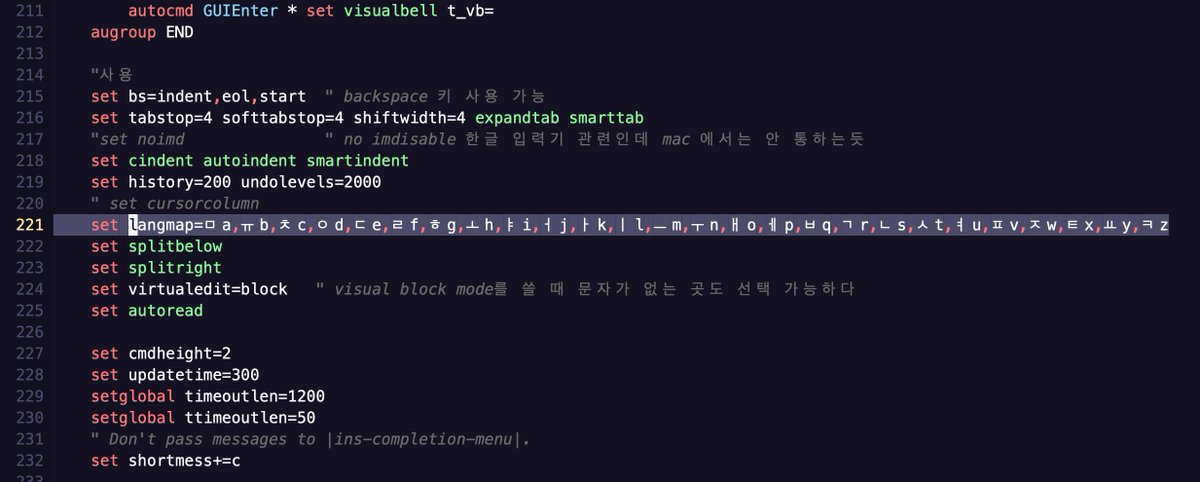 211 autocmd GUIEnter * set visualbell t_vb=
212 augroup END
213
214 "사용
215 set bs=indent,eol,start " backspace 키 사용 가능
216 set tabstop=4 softtabstop=4 shiftwidth=4 expandtab smarttab
217 "set noimd " no imdisable 한글 입력기 관련인데 mac 에서는 안 통하는듯
218 set cindent autoindent smartindent
219 set history=200 undolevels=2000
220 " set cursorcolumn
221 set langmap=ㅁa,ㅠb,ㅊc,ㅇd,ㄷe,ㄹf,ㅎg,ㅗh,ㅑi,ㅓj,ㅏk,ㅣl,ㅡm,ㅜn,ㅐo,ㅔp,ㅂq,ㄱr,ㄴs,ㅅt,ㅕu,ㅍv,ㅈw,ㅌx,ㅛy,ㅋz
222 set splitbelow
223 set splitright
224 set virtualedit=block " visual block mode를 쓸 때 문자가 없는 곳도 선택 가능하다
225 set autoread
226
227 set cmdheight=2
228 set updatetime=300
229 setglobal timeoutlen=1200
230 setglobal ttimeoutlen=50
231 " Don't pass messages to |ins-completion-menu|.
232 set shortmess+=c
233